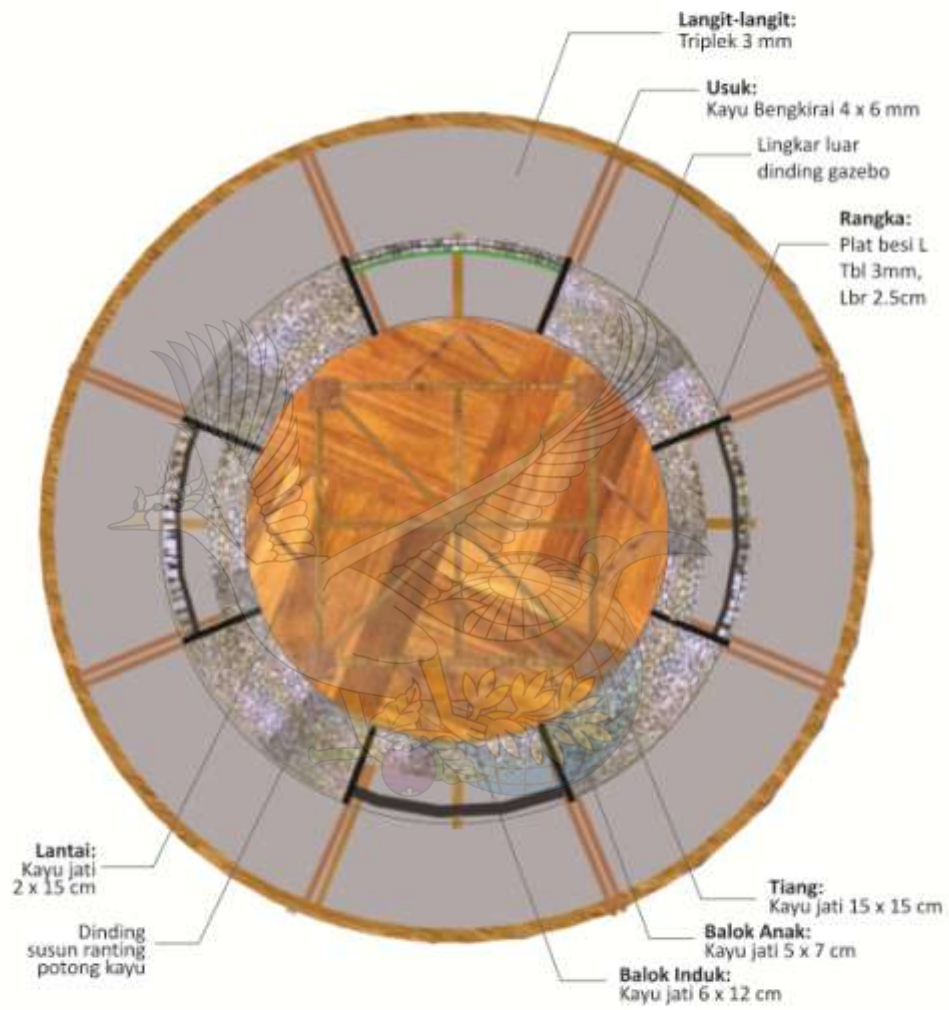 Langit-langit:
Triplek 3 mm
Usuk:
Kayu Bengkirai 4 x 6 mm
Lingkar luar
dinding gazebo
Rangka:
Plat besi L
Tbl 3mm,
Lbr 2.5cm
Lantai:
Kayu jati
2 x 15 cm
Dinding
susun ranting
potong kayu
Tiang:
Kayu jati 15 x 15 cm
Balok Anak:
Kayu jati 5 x 7 cm
Balok Induk:
Kayu jati 6 x 12 cm